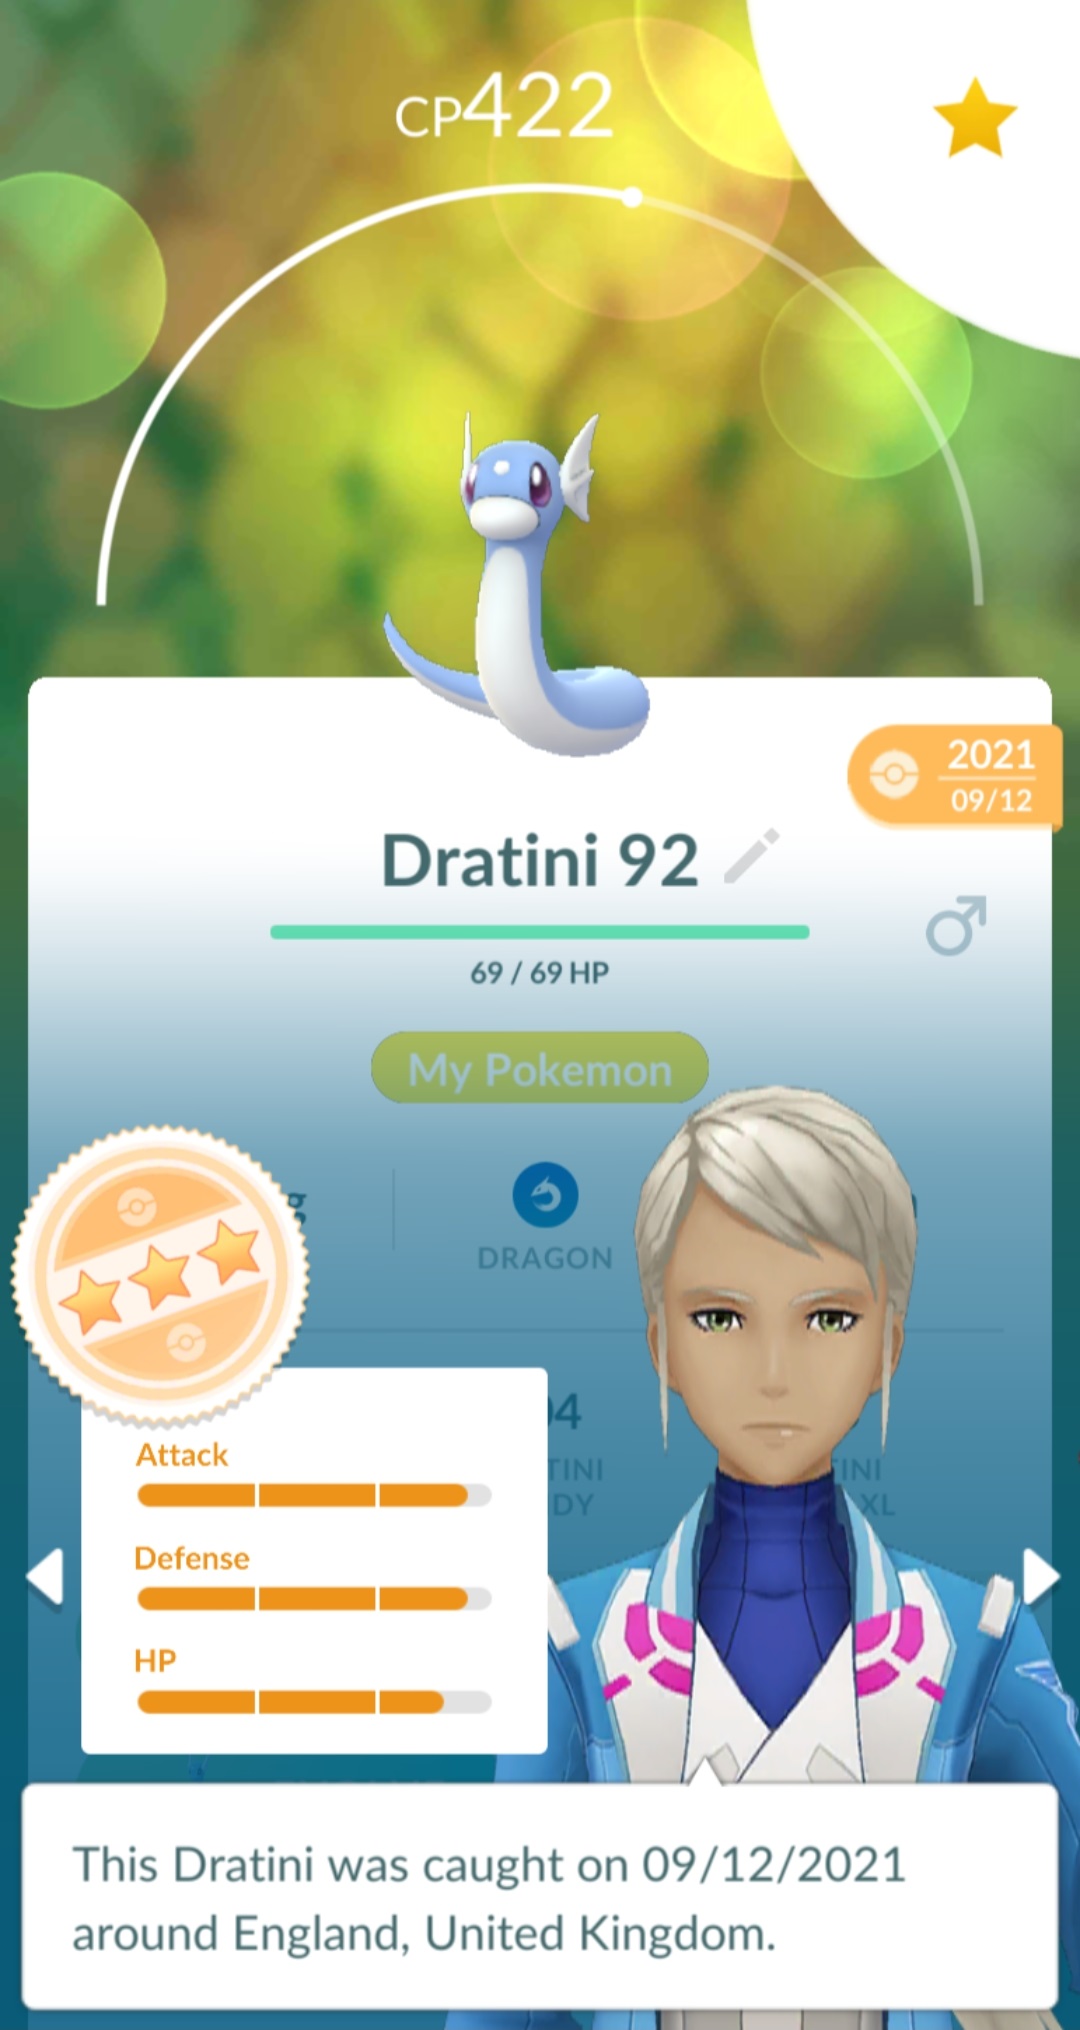 CP422
2021
09/12
Dratini 92
69 / 69 HP
My Pokemon
g
DRAGON
04
TINI
INI
DY
XL
Attack
Defense
HP
This Dratini was caught on 09/12/2021
around England, United Kingdom.